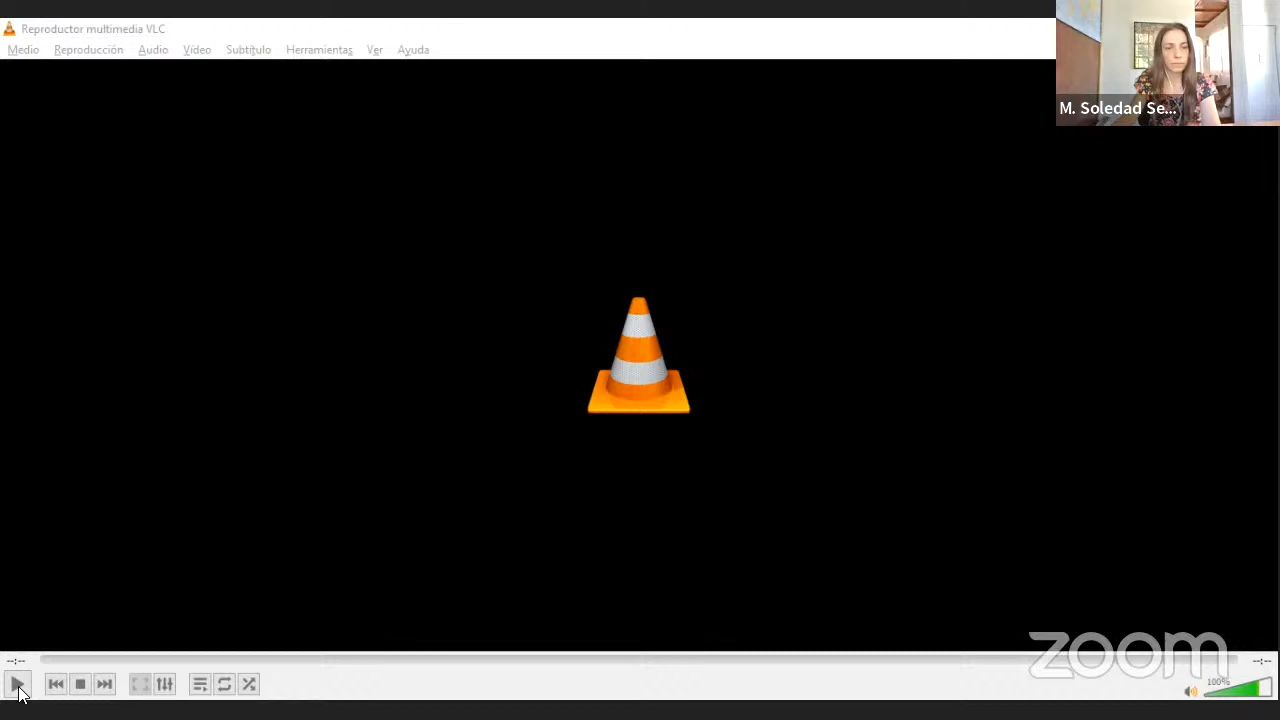 Reproductor multimedia VLC
Medio Reproducción Audio Vídeo Subtítulo Herramientas Ver Ayuda
M. Soledad Se...
--:-- --:--
zoom
100%